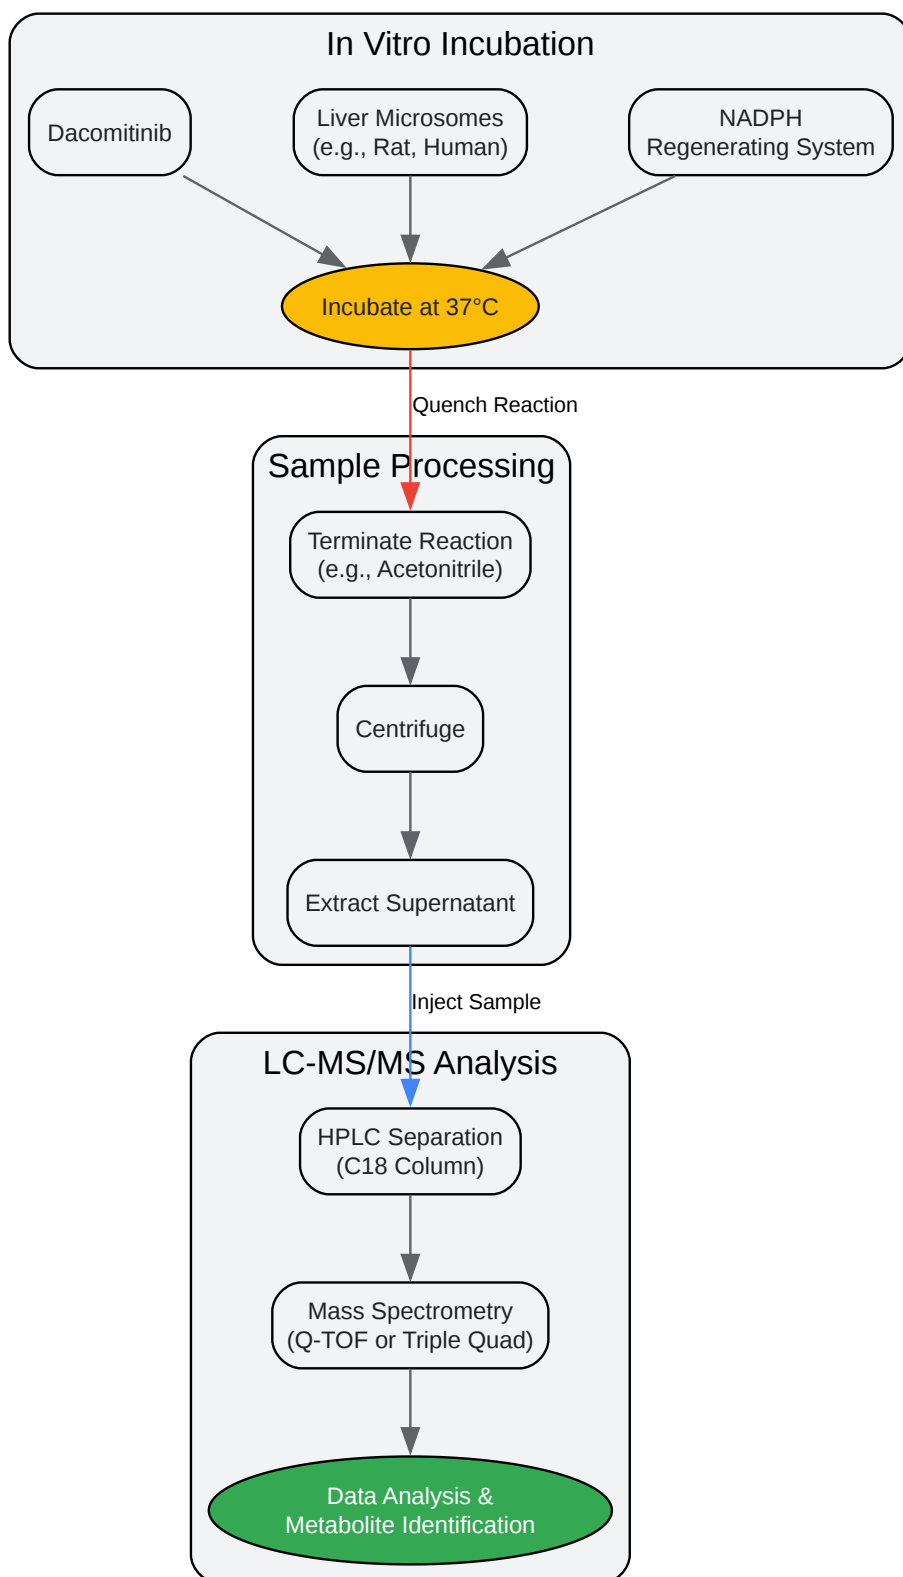 In Vitro Incubation
Dacomitinib
Liver Microsomes
(e.g., Rat, Human)
NADPH
Regenerating System
Incubate at 37°C
Quench Reaction
Sample Processing
Terminate Reaction
(e.g., Acetonitrile)
Centrifuge
Extract Supernatant
Inject Sample
LC-MS/MS Analysis
HPLC Separation
(C18 Column)
Mass Spectrometry
(Q-TOF or Triple Quad)
Data Analysis &
Metabolite Identification